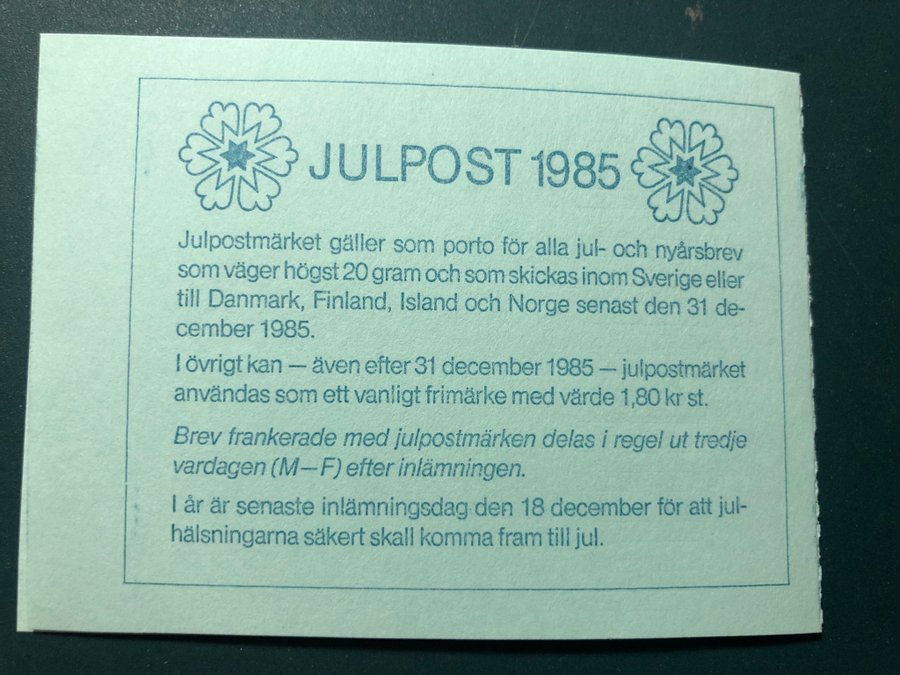 JULPOST 1985
Julpostmärket gäller som porto för alla jul- och nyårsbrev
som väger högst 20 gram och som skickas inom Sverige eller
till Danmark, Finland, Island och Norge senast den 31 de-
cember 1985.
I övrigt kan — även efter 31 december 1985 — julpostmärket
användas som ett vanligt frimärke med värde 1,80 kr st.
Brev frankerade med julpostmärken delas i regel ut tredje
vardagen (M—F) efter inlämningen.
I år är senaste inlämningsdag den 18 december för att jul-
hälsningarna säkert skall komma fram till jul.